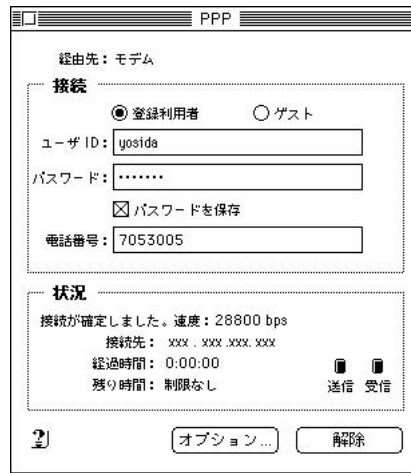 PPP
経由先：モデム
接続
登録利用者 ゲスト
ユーザ ID： yosida
パスワード： •••••••
パスワードを保存
電話番号： 7053005
状況
接続が確定しました。速度：28800 bps
接続先： xxx . xxx .xxx. xxx
経過時間： 0:00:00
残り時間： 制限なし
送信 受信
オプション... 解除